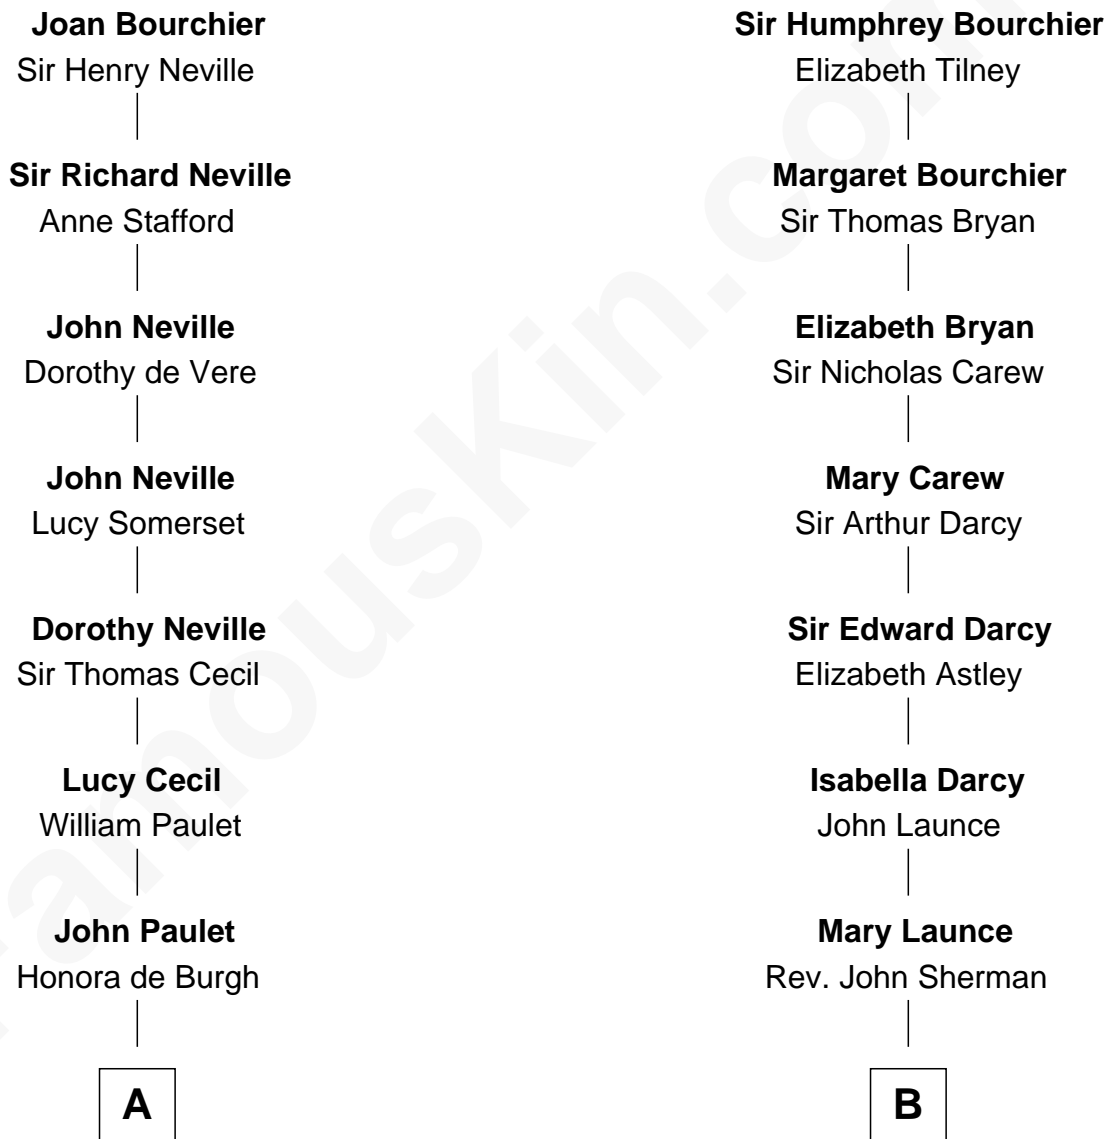 Joan Bourchier
Sir Henry Neville
Sir Richard Neville
Anne Stafford
John Neville
Dorothy de Vere
John Neville
Lucy Somerset
Dorothy Neville
Sir Thomas Cecil
Lucy Cecil
William Paulet
John Paulet
Honora de Burgh
A
Sir Humphrey Bourchier
Elizabeth Tilney
Margaret Bourchier
Sir Thomas Bryan
Elizabeth Bryan
Sir Nicholas Carew
Mary Carew
Sir Arthur Darcy
Sir Edward Darcy
Elizabeth Astley
Isabella Darcy
John Launce
Mary Launce
Rev. John Sherman
B
FamousKin.com